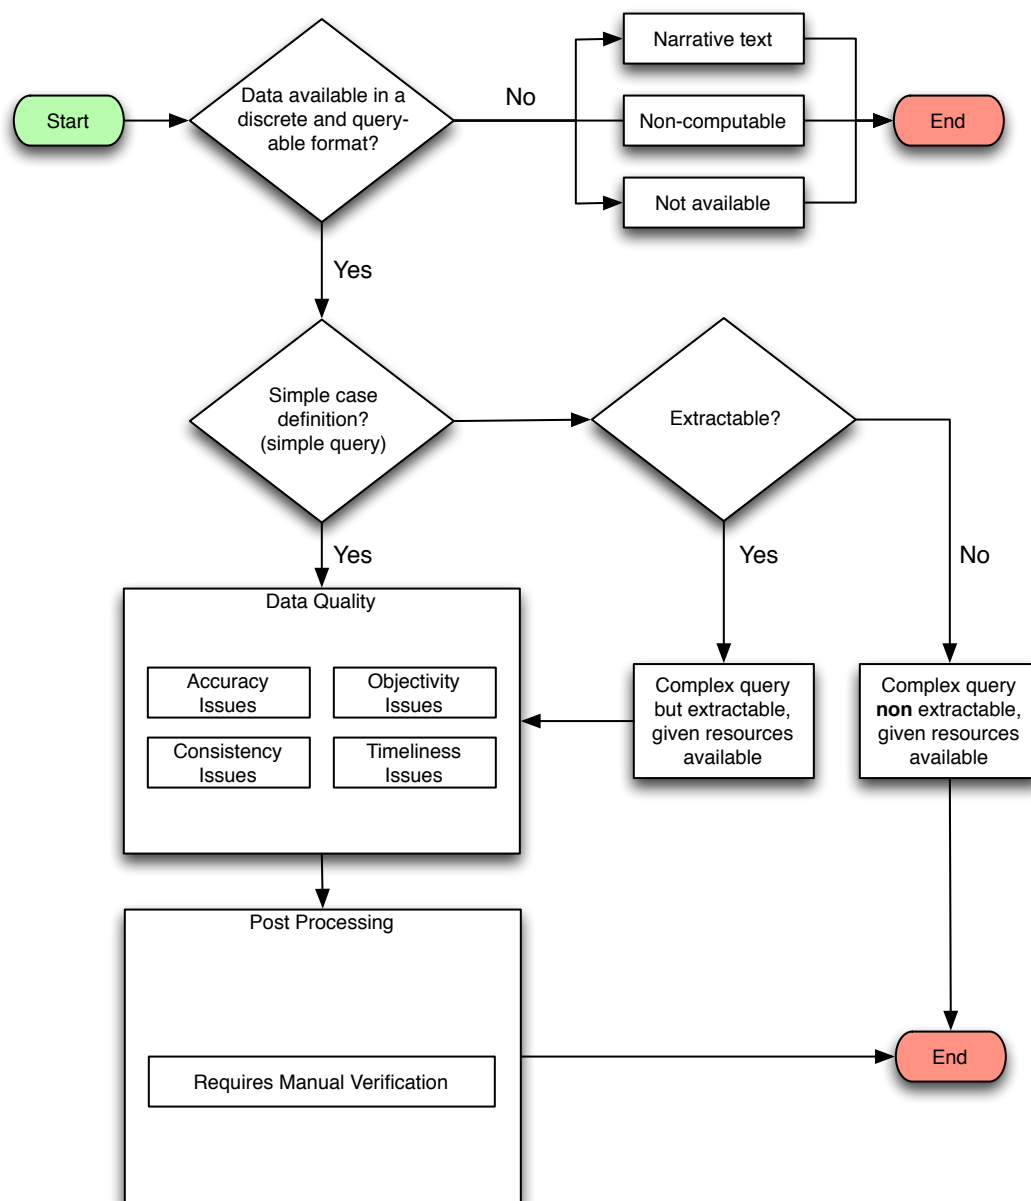 Start
Data available in a
discrete and query-
able format?
No
Narrative text
Non-computable
Not available
End
Yes
Simple case
definition?
(simple query)
Extractable?
Yes
Yes
No
Data Quality
Accuracy
Issues
Objectivity
Issues
Consistency
Issues
Timeliness
Issues
Complex query
but extractable,
given resources
available
Complex query
non extractable,
given resources
available
Post Processing
Requires Manual Verification
End